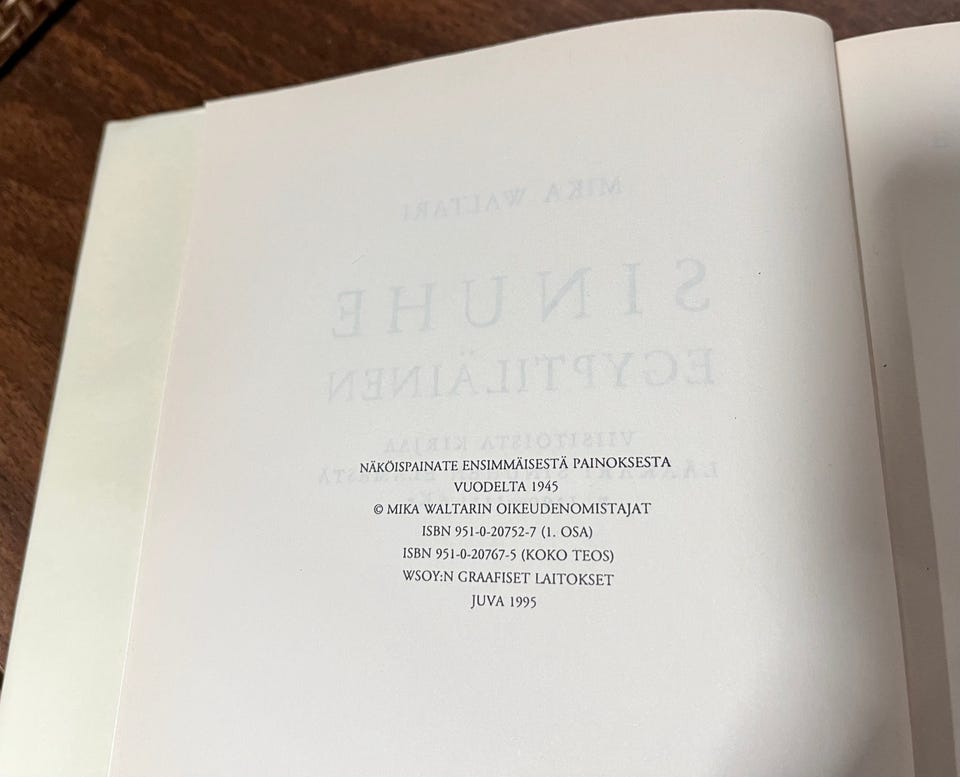 MIKA WALTARI
SINUHE
EGYPTILÄINEN
VIISITOISTA KIRJAA
NÄKÖISPAINATE ENSIMMÄISESTÄ PAINOKSESTA
VUODELTA 1945
© MIKA WALTARIN OIKEUDENOMISTAJAT
ISBN 951-0-20752-7 (1. OSA)
ISBN 951-0-20767-5 (KOKO TEOS)
WSOY:N GRAAFISET LAITOKSET
JUVA 1995